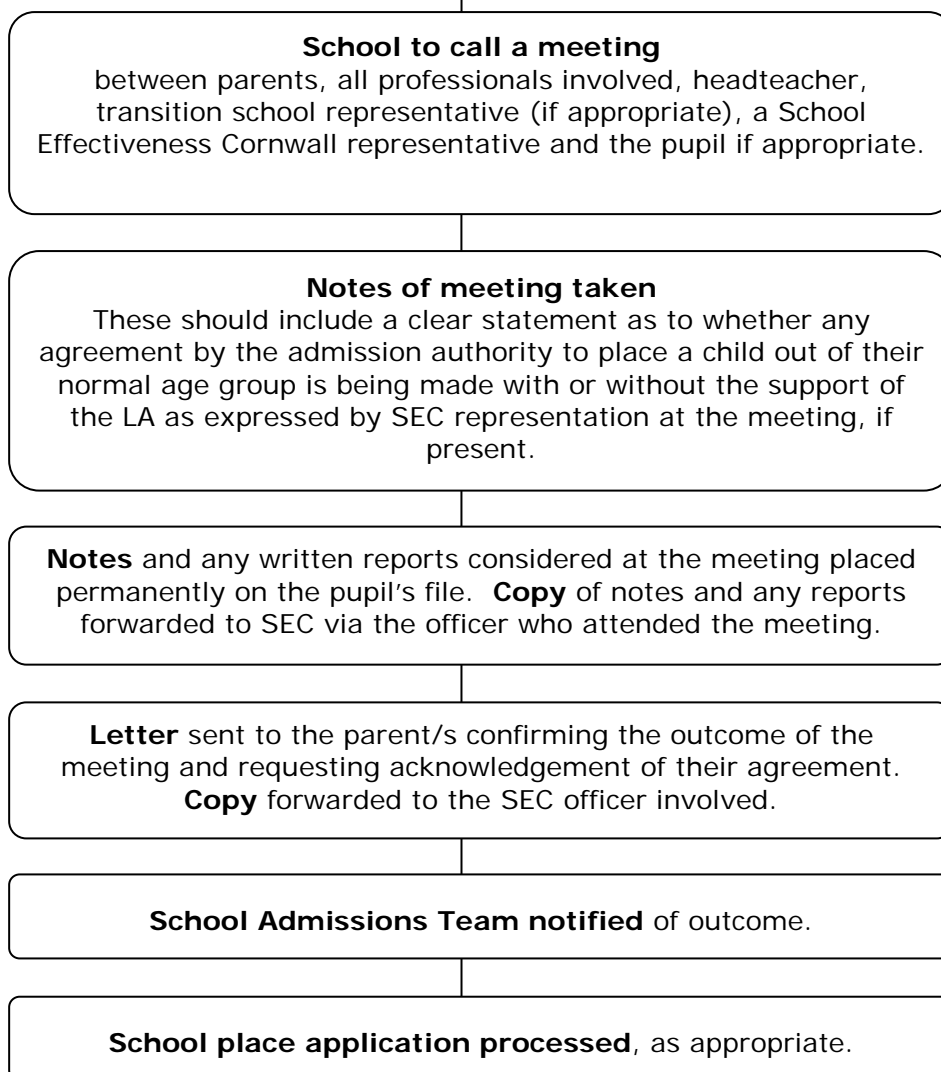 School to call a meeting
between parents, all professionals involved, headteacher,
transition school representative (if appropriate), a School
Effectiveness Cornwall representative and the pupil if appropriate.
Notes of meeting taken
These should include a clear statement as to whether any
agreement by the admission authority to place a child out of their
normal age group is being made with or without the support of
the LA as expressed by SEC representation at the meeting, if
present.
Notes and any written reports considered at the meeting placed
permanently on the pupil's file.  Copy of notes and any reports
forwarded to SEC via the officer who attended the meeting.
Letter sent to the parent/s confirming the outcome of the
meeting and requesting acknowledgement of their agreement.
Copy forwarded to the SEC officer involved.
School Admissions Team notified of outcome.
School place application processed, as appropriate.